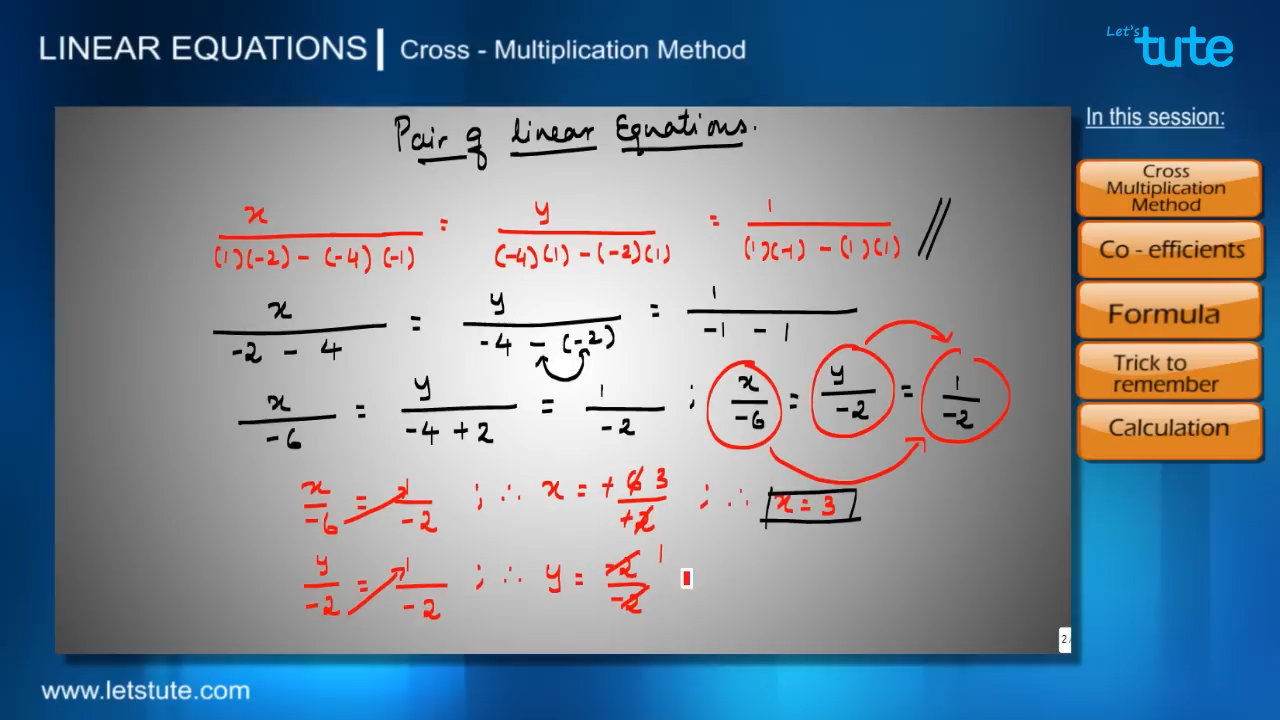 LINEAR EQUATIONS | Cross - Multiplication Method
Let's tute
Pair of linear Equations.
x/((1)(-2) - (-4)(-1)) = y/((-4)(1) - (-2)(1)) = 1/((1)(-1) - (1)(1)) //
x/(-2 - 4) = y/(-4 - (-2)) = 1/(-1 - 1)
x/-6 = y/(-4 + 2) = 1/-2 ; x/-6 = y/-2 = 1/-2
x/-6 = 1/-2 ; ∴ x = +6/+2 3 ; ∴ x = 3
y/-2 = 1/-2 ; ∴ y = -2/-2 1
2/
In this session:
Cross
Multiplication
Method
Co - efficients
Formula
Trick to
remember
Calculation
www.letstute.com